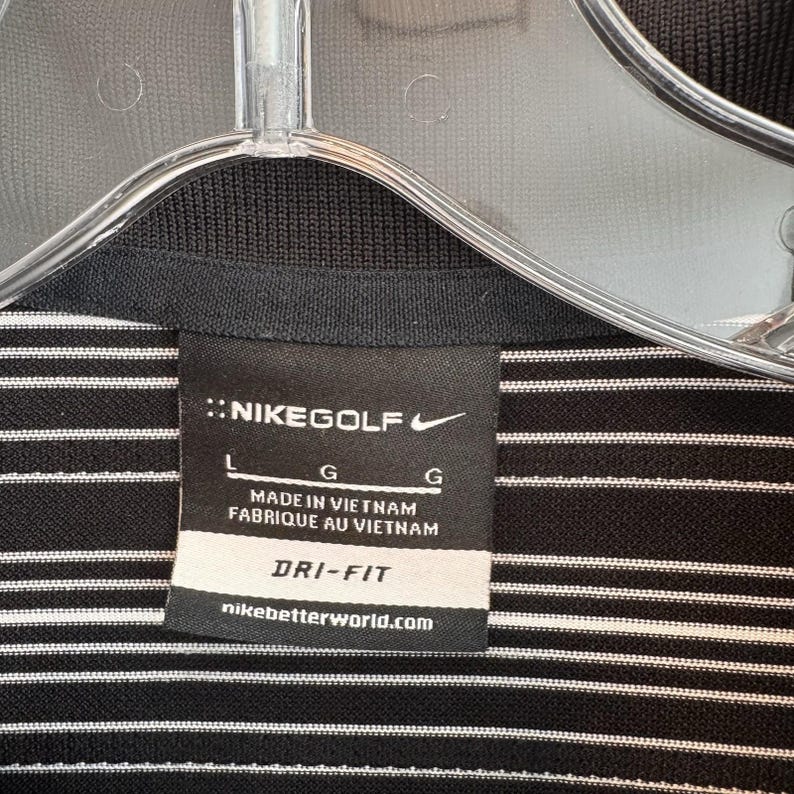 NIKEGOLF
L G G
MADE IN VIETNAM
FABRIQUE AU VIETNAM
DRI-FIT
nikebetterworld.com